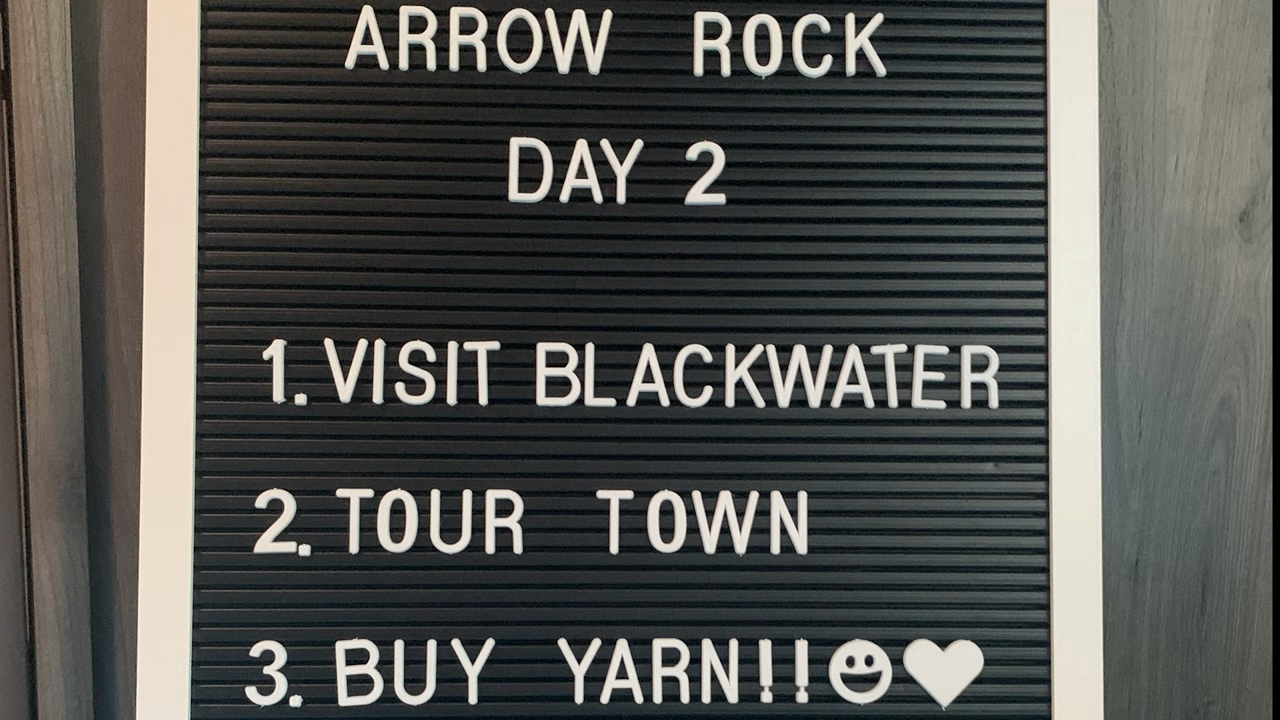 ARROW ROCK
DAY 2
1. VISIT BLACKWATER
2. TOUR TOWN
3. BUY YARN!!😃🤍